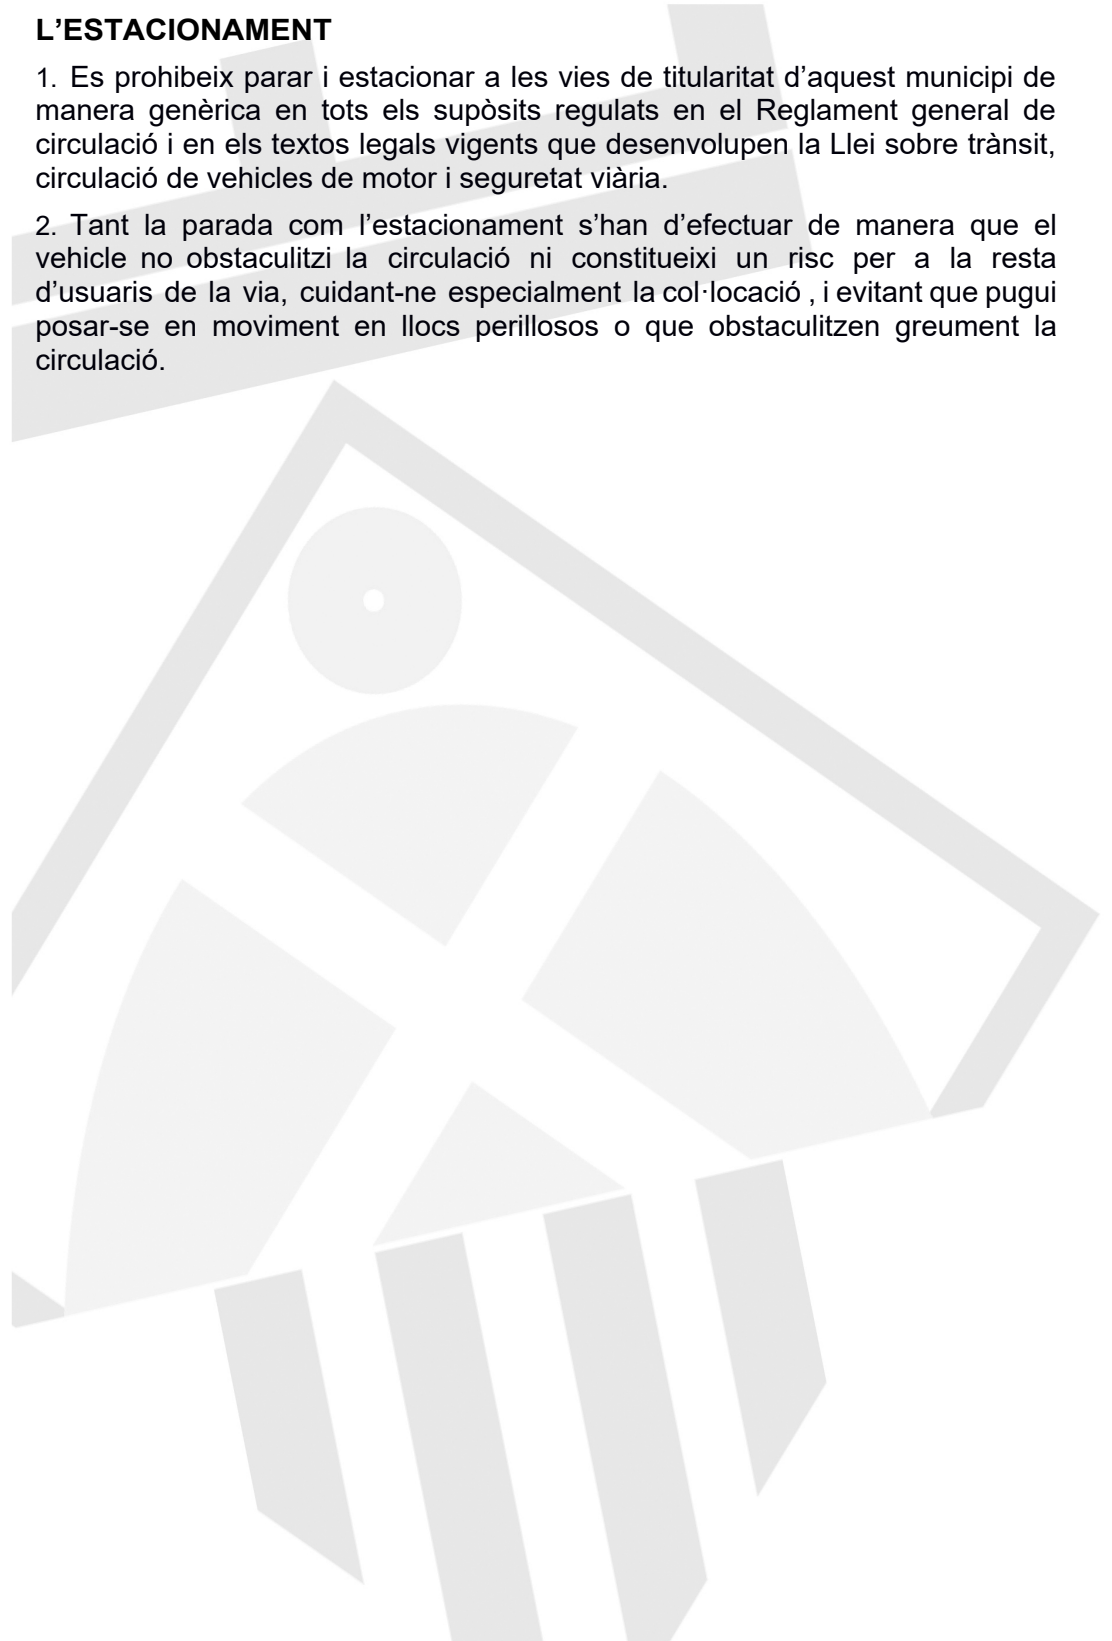 L’ESTACIONAMENT
1. Es prohibeix parar i estacionar a les vies de titularitat d’aquest municipi de
manera genèrica en tots els supòsits regulats en el Reglament general de
circulació i en els textos legals vigents que desenvolupen la Llei sobre trànsit,
circulació de vehicles de motor i seguretat viària.
2. Tant la parada com l’estacionament s’han d’efectuar de manera que el
vehicle no obstaculitzi la circulació ni constitueixi un risc per a la resta
d’usuaris de la via, cuidant-ne especialment la col·locació , i evitant que pugui
posar-se en moviment en llocs perillosos o que obstaculitzen greument la
circulació.